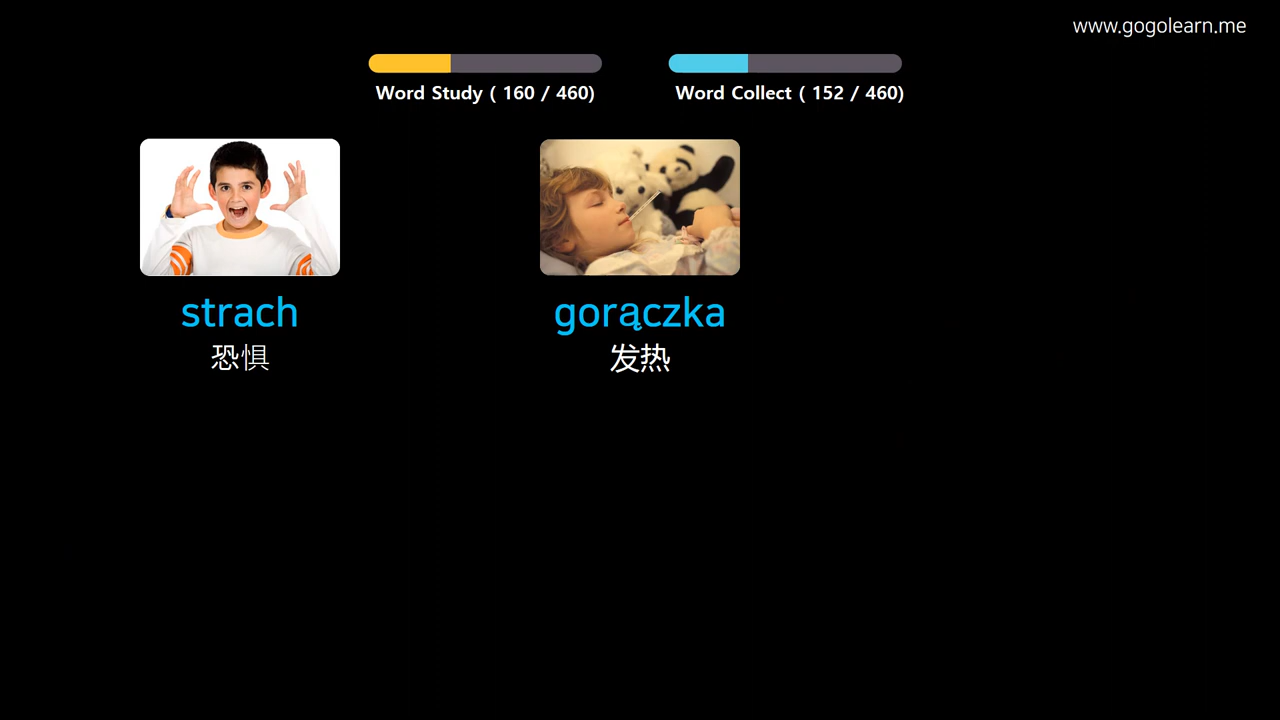 www.gogolearn.me
Word Study ( 160 / 460)
Word Collect ( 152 / 460)
strach
恐惧
gorączka
发热